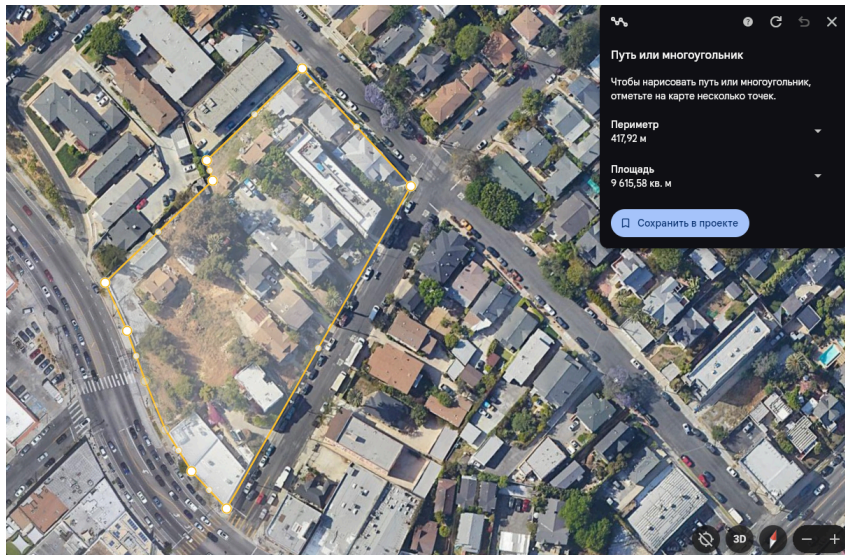 Путь или многоугольник
Чтобы нарисовать путь или многоугольник,
отметьте на карте несколько точек.
Периметр
417,92 м
Площадь
9 615,58 кв. м
Сохранить в проекте
3D